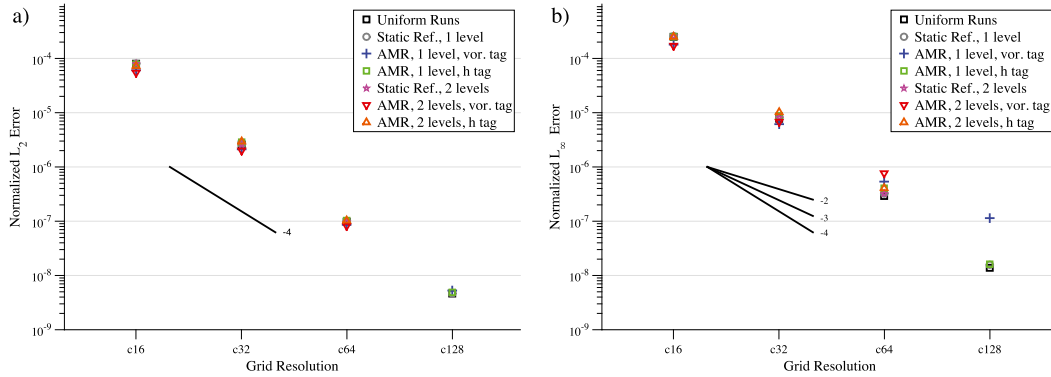 a)
Normalized L2 Error
10-4
10-5
10-6
10-7
10-8
10-9
Uniform Runs
Static Ref., 1 level
AMR, 1 level, vor. tag
AMR, 1 level, h tag
Static Ref., 2 levels
AMR, 2 levels, vor. tag
AMR, 2 levels, h tag
-4
c16
c32
c64
c128
Grid Resolution
b)
Normalized L∞ Error
10-4
10-5
10-6
10-7
10-8
10-9
Uniform Runs
Static Ref., 1 level
AMR, 1 level, vor. tag
AMR, 1 level, h tag
Static Ref., 2 levels
AMR, 2 levels, vor. tag
AMR, 2 levels, h tag
-2
-3
-4
c16
c32
c64
c128
Grid Resolution